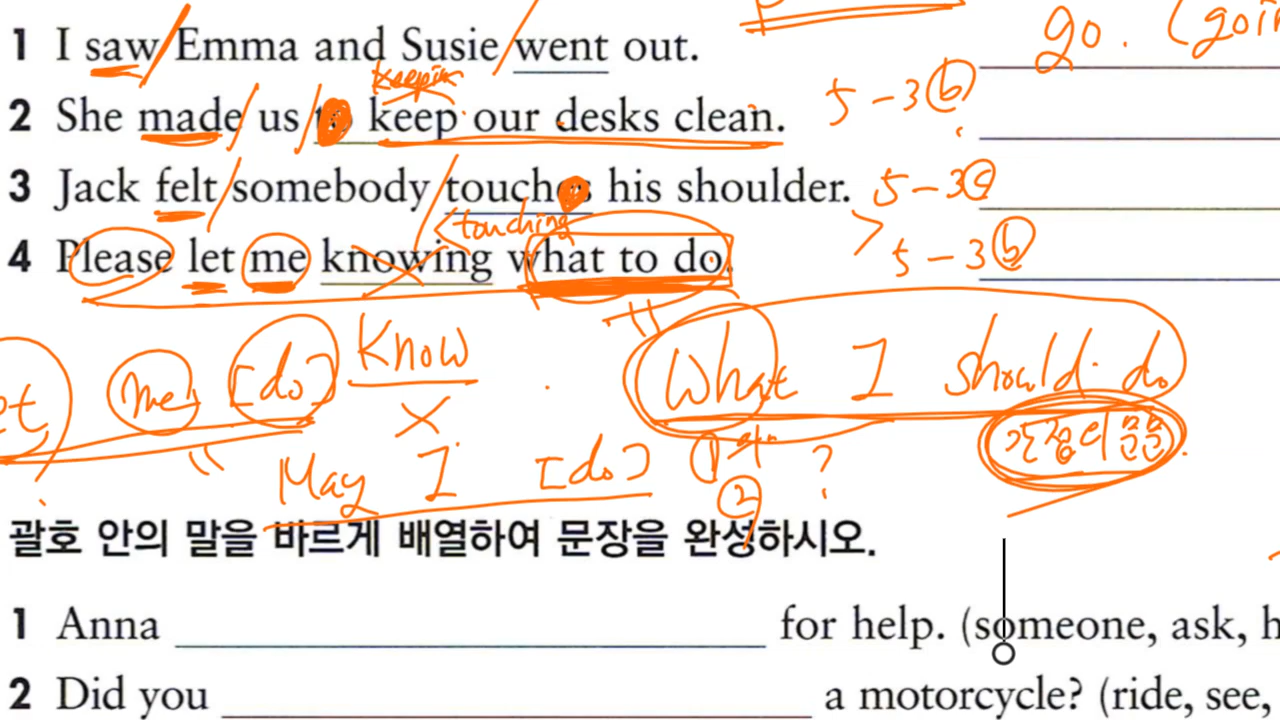 go. (goin
1 I saw Emma and Susie went out.
keepin
5-3ⓑ
2 She made us keep our desks clean.
3 Jack felt somebody touches his shoulder. 5-3ⓒ
touching
4 Please let me knowing what to do. 5-3ⓑ
Know What I should do
et me [do]
X
간접의문문
May I [do] ?
②
괄호 안의 말을 바르게 배열하여 문장을 완성하시오.
1 Anna for help. (someone, ask, h
2 Did you a motorcycle? (ride, see,